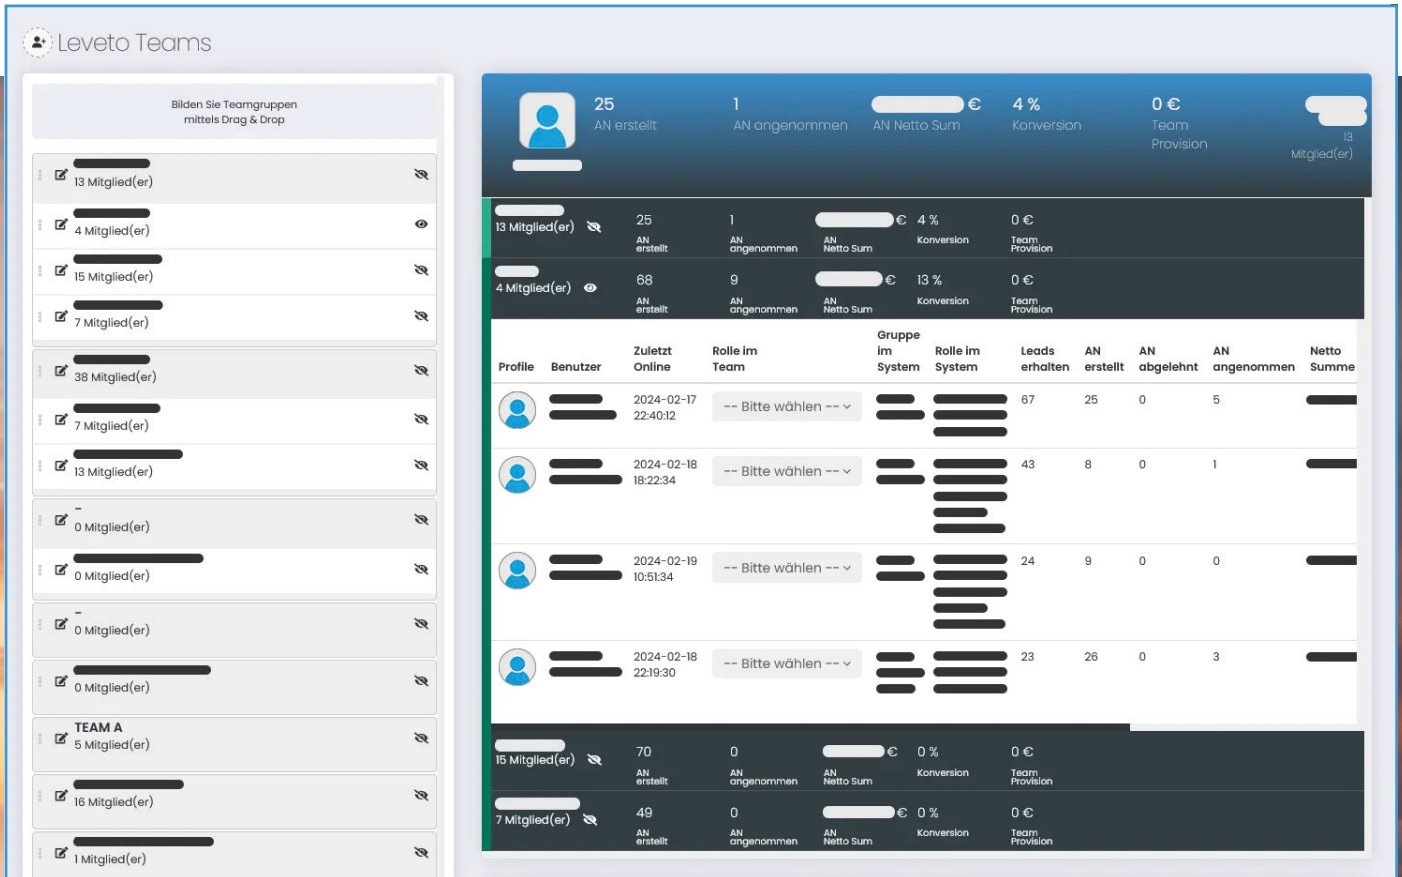 Leveto Teams
Bilden Sie Teamgruppen
mittels Drag & Drop
13 Mitglied(er)
4 Mitglied(er)
15 Mitglied(er)
7 Mitglied(er)
38 Mitglied(er)
7 Mitglied(er)
13 Mitglied(er)
-
0 Mitglied(er)
0 Mitglied(er)
-
0 Mitglied(er)
0 Mitglied(er)
TEAM A
5 Mitglied(er)
16 Mitglied(er)
1 Mitglied(er)
25
AN erstellt
1
AN angenommen
€
AN Netto Sum
4 %
Konversion
0 €
Team
Provision
13
Mitglied(er)
13 Mitglied(er)
25
AN
erstellt
1
AN
angenommen
€
AN
Netto Sum
4 %
Konversion
0 €
Team
Provision
4 Mitglied(er)
68
AN
erstellt
9
AN
angenommen
€
AN
Netto Sum
13 %
Konversion
0 €
Team
Provision
Profile
Benutzer
Zuletzt
Online
Rolle im
Team
Gruppe
im
System
Rolle im
System
Leads
erhalten
AN
erstellt
AN
abgelehnt
AN
angenommen
Netto
Summe
2024-02-17
22:40:12
-- Bitte wählen --
67
25
0
5
2024-02-18
18:22:34
-- Bitte wählen --
43
8
0
1
2024-02-19
10:51:34
-- Bitte wählen --
24
9
0
0
2024-02-18
22:19:30
-- Bitte wählen --
23
26
0
3
15 Mitglied(er)
70
AN
erstellt
0
AN
angenommen
€
AN
Netto Sum
0 %
Konversion
0 €
Team
Provision
7 Mitglied(er)
49
AN
erstellt
0
AN
angenommen
€
AN
Netto Sum
0 %
Konversion
0 €
Team
Provision